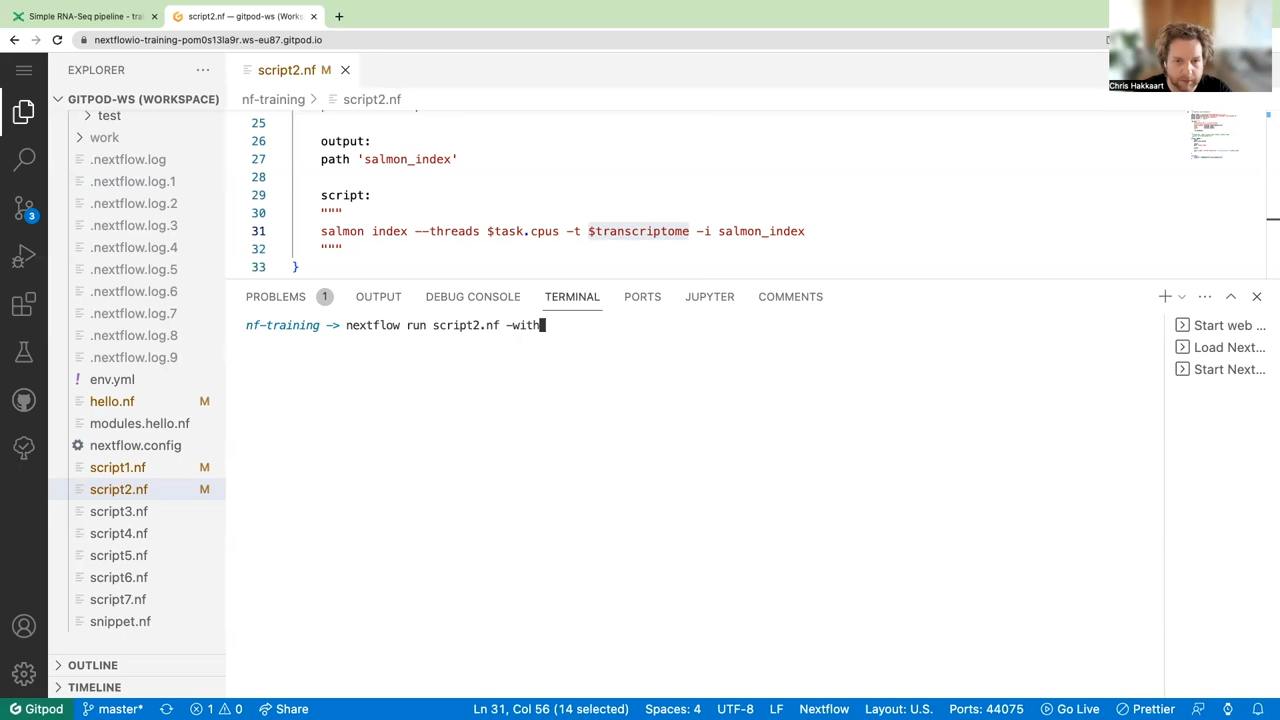 Simple RNA-Seq pipeline - trai
script2.nf — gitpod-ws (Works
nextflowio-training-pom0s13la9r.ws-eu87.gitpod.io
Chris Hakkaart
EXPLORER
script2.nf M
GITPOD-WS (WORKSPACE)
nf-training > script2.nf
test
work
.nextflow.log
.nextflow.log.1
.nextflow.log.2
.nextflow.log.3
.nextflow.log.4
.nextflow.log.5
.nextflow.log.6
.nextflow.log.7
.nextflow.log.8
.nextflow.log.9
env.yml
hello.nf M
modules.hello.nf
nextflow.config
script1.nf M
script2.nf M
script3.nf
script4.nf
script5.nf
script6.nf
script7.nf
snippet.nf
OUTLINE
TIMELINE
3
25
26 output:
27 path 'salmon_index'
28
29 script:
30 """
31 salmon index --threads $task.cpus -t $transcriptome -i salmon_index
32 """
33 }
PROBLEMS 1 OUTPUT DEBUG CONSOLE TERMINAL PORTS JUPYTER COMMENTS
nf-training -> nextflow run script2.nf -with
Start web ...
Load Next...
Start Next...
Gitpod master* Share 1 0 Ln 31, Col 56 (14 selected) Spaces: 4 UTF-8 LF Nextflow Layout: U.S. Ports: 44075 Go Live Prettier